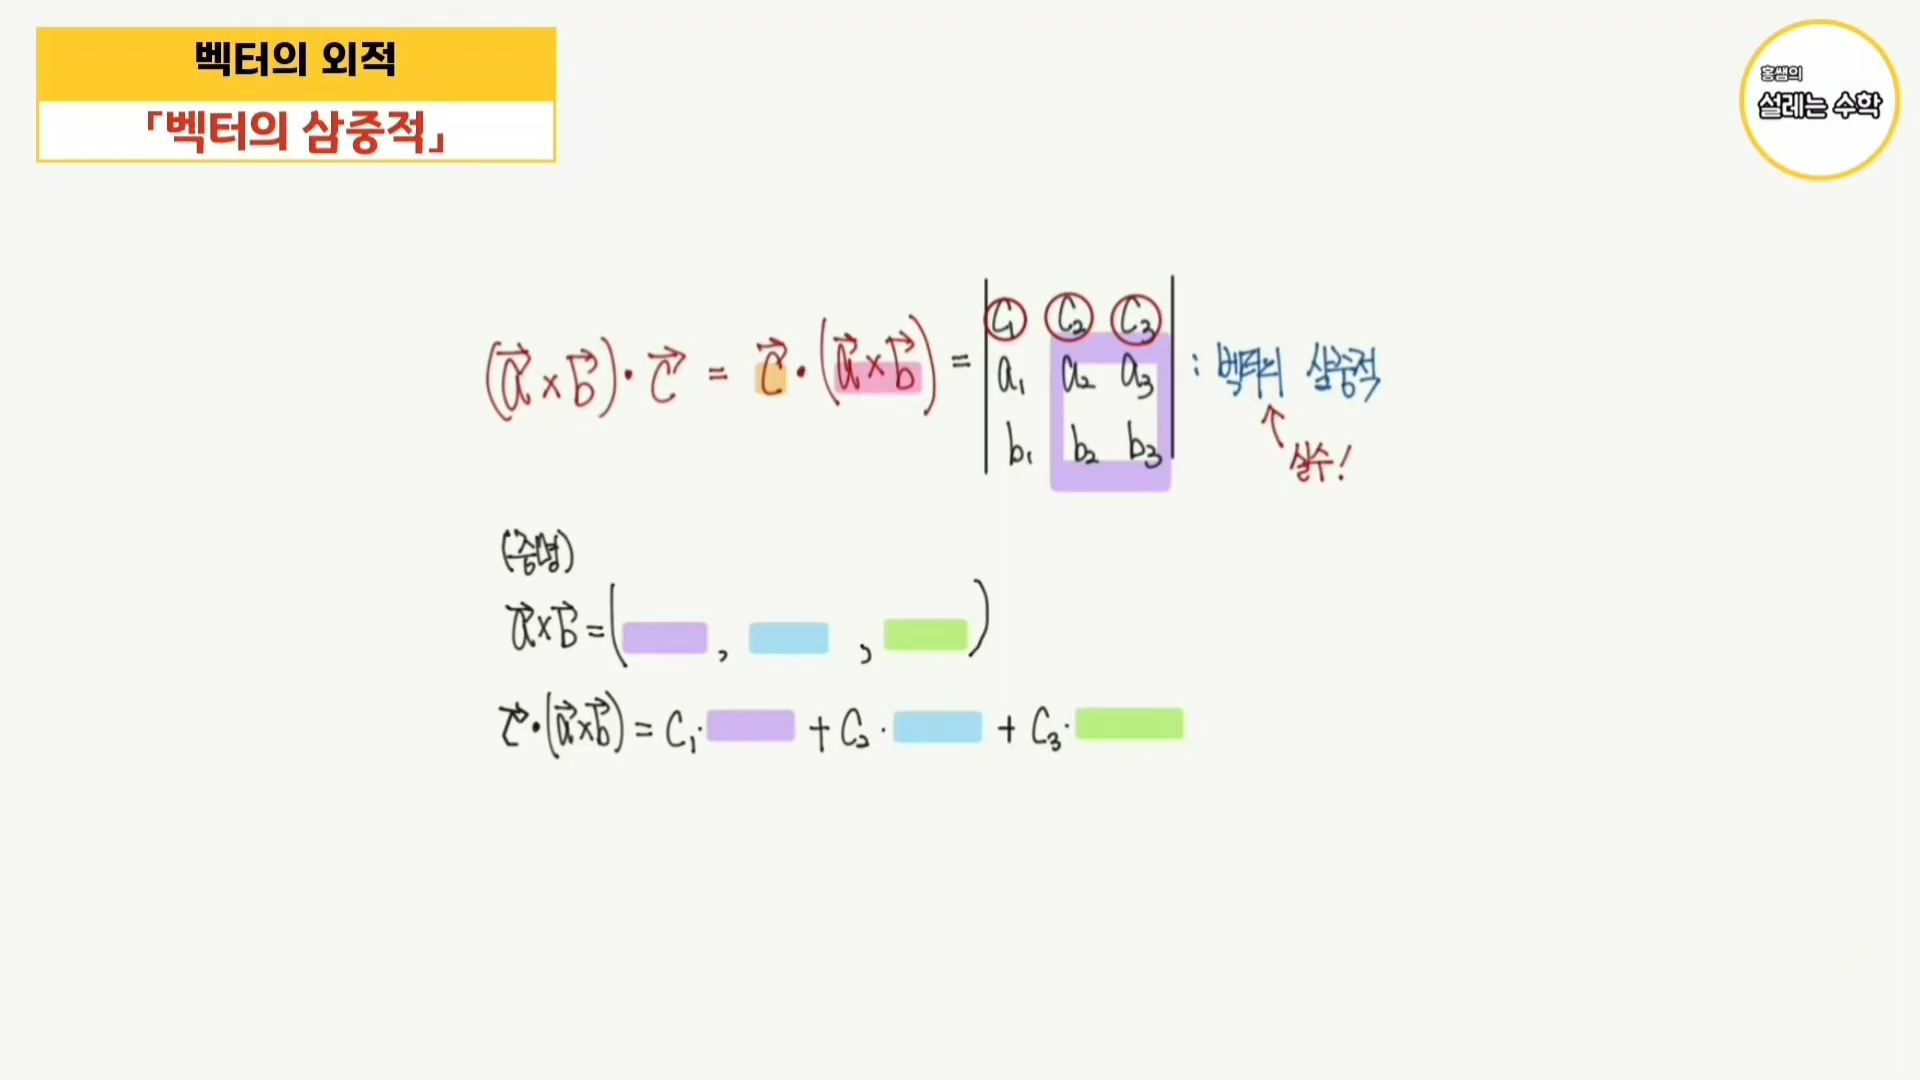 벡터의 외적
「벡터의 삼중적」
홍쌤의
설레는 수학
(a⃗×b⃗)·c⃗ = c⃗·(a⃗×b⃗) = | c₁ c₂ c₃ | : 벡터의 삼중적
a₁ a₂ a₃
b₁ b₂ b₃
↑ 실수!
(증명)
a⃗×b⃗ = ( , , )
c⃗·(a⃗×b⃗) = c₁· + c₂· + c₃·